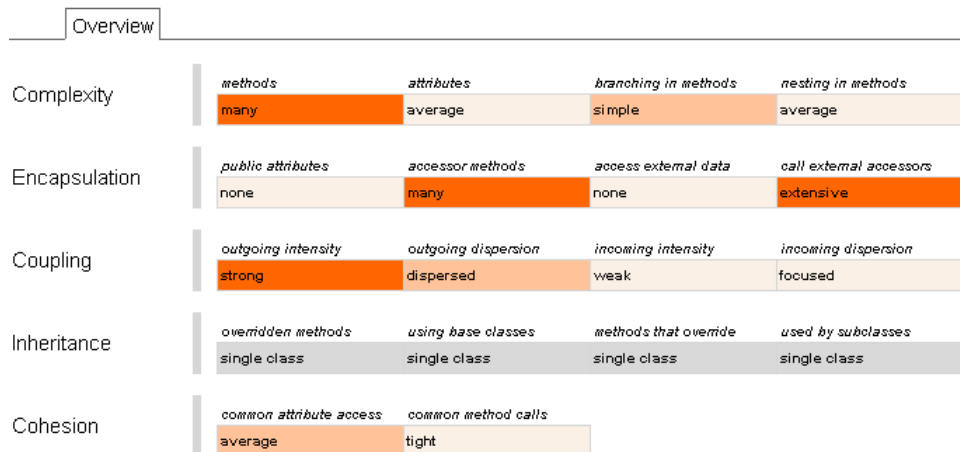 Overview
Complexity
methods attributes branching in methods nesting in methods
many average simple average
Encapsulation
public attributes accessor methods access external data call external accessors
none many none extensive
Coupling
outgoing intensity outgoing dispersion incoming intensity incoming dispersion
strong dispersed weak focused
Inheritance
overridden methods using base classes methods that override used by subclasses
single class single class single class single class
Cohesion
common attribute access common method calls
average tight